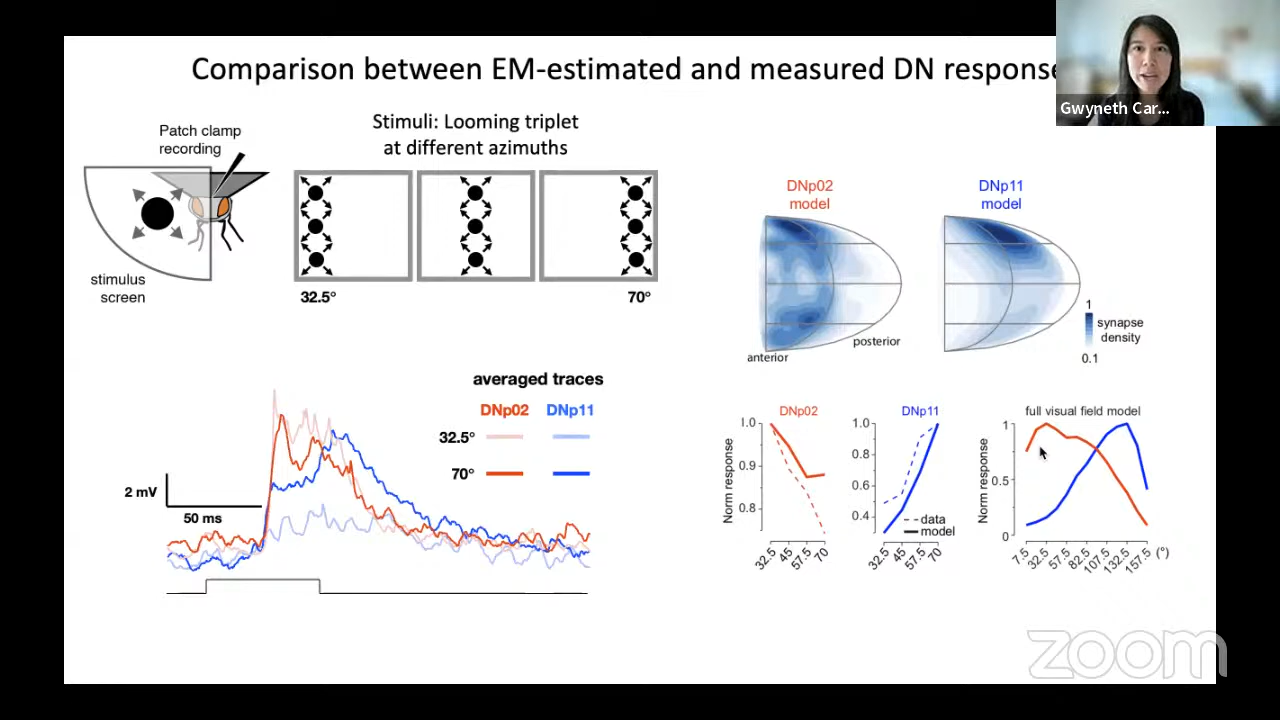 Comparison between EM-estimated and measured DN response
Gwyneth Car...
Patch clamp
recording
stimulus
screen
Stimuli: Looming triplet
at different azimuths
32.5°
70°
DNp02
model
DNp11
model
anterior
posterior
1
synapse
density
0.1
averaged traces
DNp02 DNp11
32.5°
70°
2 mV
50 ms
DNp02
Norm response
1.0
0.9
0.8
32.5 45 57.5 70
DNp11
1.0
0.8
0.6
0.4
data
model
32.5 45 57.5 70
full visual field model
Norm response
1
0.5
0
7.5 32.5 57.5 82.5 107.5 132.5 157.5 (°)
zoom